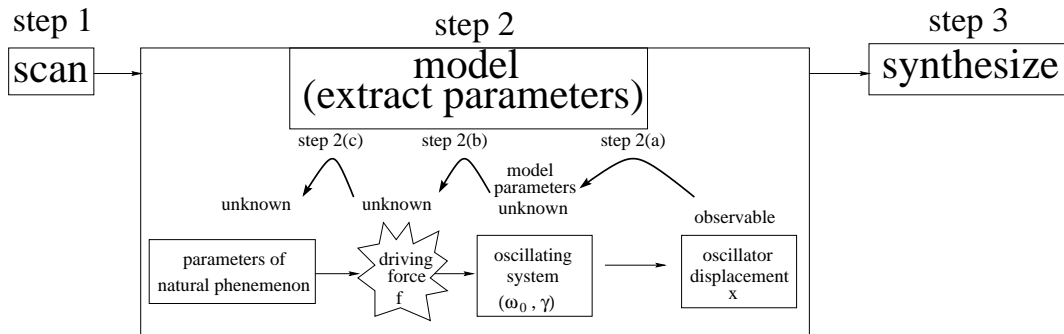 step 1
step 2
step 3
scan
model
(extract parameters)
synthesize
step 2(c)
step 2(b)
step 2(a)
model
parameters
unknown
unknown
unknown
observable
parameters of
natural phenemenon
driving
force
f
oscillating
system
(ω₀ , γ)
oscillator
displacement
x